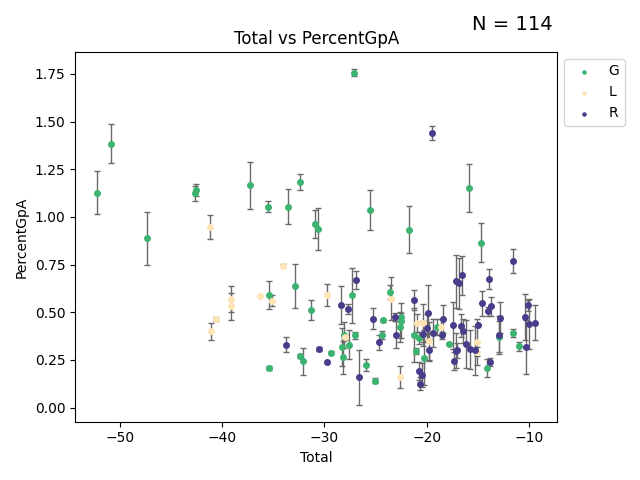 N = 114
Total vs PercentGpA
G
L
R
PercentGpA
1.75
1.50
1.25
1.00
0.75
0.50
0.25
0.00
−50
−40
−30
−20
−10
Total